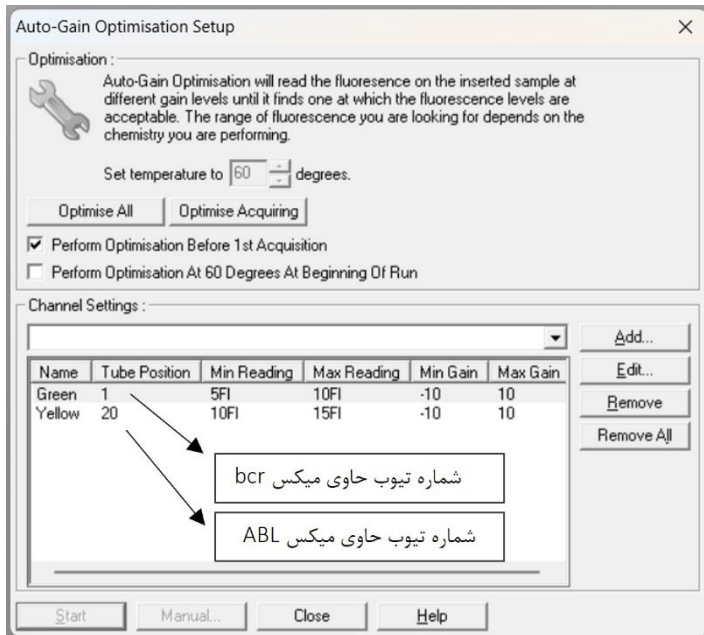 Auto-Gain Optimisation Setup
Optimisation :
Auto-Gain Optimisation will read the fluoresence on the inserted sample at
different gain levels until it finds one at which the fluorescence levels are
acceptable. The range of fluorescence you are looking for depends on the
chemistry you are performing.
Set temperature to 60 degrees.
Optimise All Optimise Acquiring
Perform Optimisation Before 1st Acquisition
Perform Optimisation At 60 Degrees At Beginning Of Run
Channel Settings :
Add...
Edit...
Remove
Remove All
Name Tube Position Min Reading Max Reading Min Gain Max Gain
Green 1 5Fl 10Fl -10 10
Yellow 20 10Fl 15Fl -10 10
شماره تیوب حاوی میکس bcr
شماره تیوب حاوی میکس ABL
Start Manual... Close Help